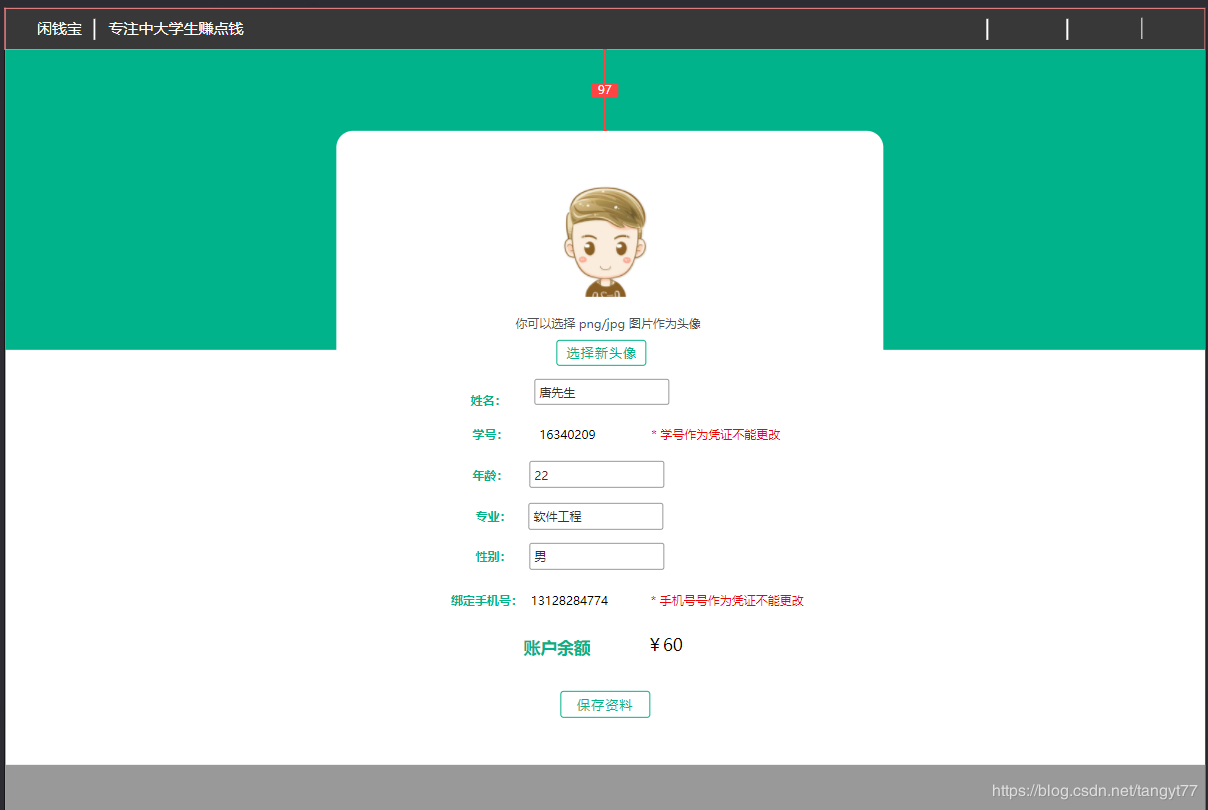 闲钱宝 专注中大学生赚点钱
97
你可以选择 png/jpg 图片作为头像
选择新头像
姓名： 唐先生
学号： 16340209 * 学号作为凭证不能更改
年龄： 22
专业： 软件工程
性别： 男
绑定手机号： 13128284774 * 手机号号作为凭证不能更改
账户余额 ￥60
保存资料
https://blog.csdn.net/tangyt77